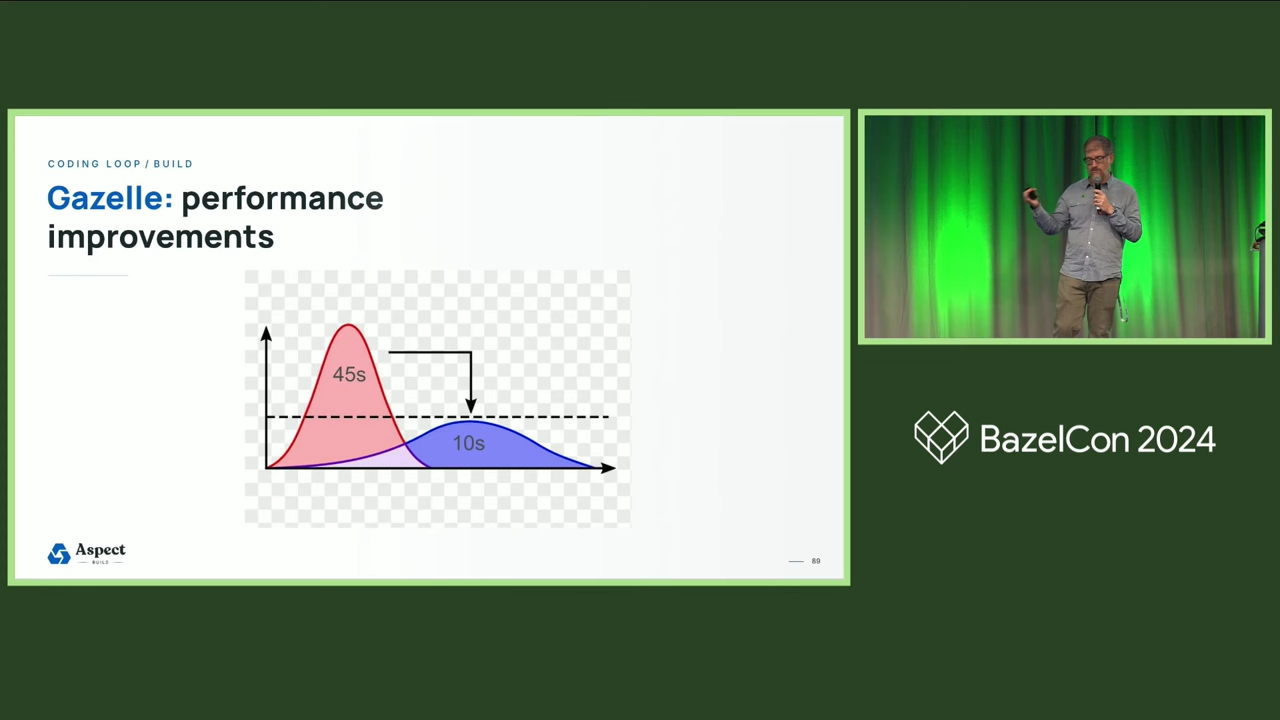 CODING LOOP / BUILD
Gazelle: performance
improvements
45s
10s
Aspect
BUILD
89
BazelCon 2024